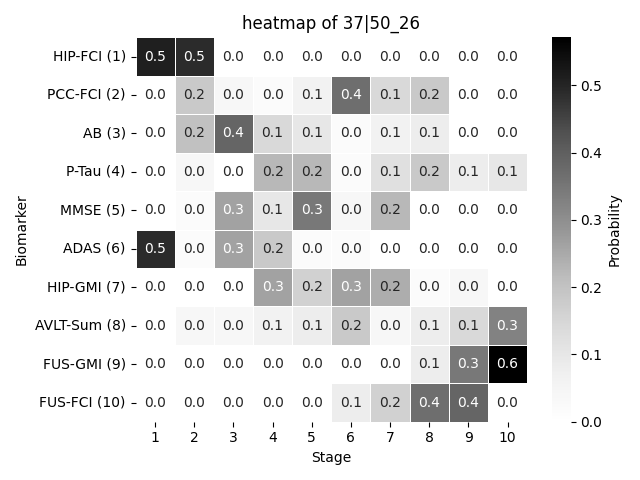 heatmap of 37|50_26
HIP-FCI (1) 0.5 0.5 0.0 0.0 0.0 0.0 0.0 0.0 0.0 0.0
PCC-FCI (2) 0.0 0.2 0.0 0.0 0.1 0.4 0.1 0.2 0.0 0.0
AB (3) 0.0 0.2 0.4 0.1 0.1 0.0 0.1 0.1 0.0 0.0
P-Tau (4) 0.0 0.0 0.0 0.2 0.2 0.0 0.1 0.2 0.1 0.1
MMSE (5) 0.0 0.0 0.3 0.1 0.3 0.0 0.2 0.0 0.0 0.0
ADAS (6) 0.5 0.0 0.3 0.2 0.0 0.0 0.0 0.0 0.0 0.0
HIP-GMI (7) 0.0 0.0 0.0 0.3 0.2 0.3 0.2 0.0 0.0 0.0
AVLT-Sum (8) 0.0 0.0 0.0 0.1 0.1 0.2 0.0 0.1 0.1 0.3
FUS-GMI (9) 0.0 0.0 0.0 0.0 0.0 0.0 0.0 0.1 0.3 0.6
FUS-FCI (10) 0.0 0.0 0.0 0.0 0.0 0.1 0.2 0.4 0.4 0.0
1 2 3 4 5 6 7 8 9 10
Stage
Biomarker
0.5
0.4
0.3
0.2
0.1
0.0
Probability